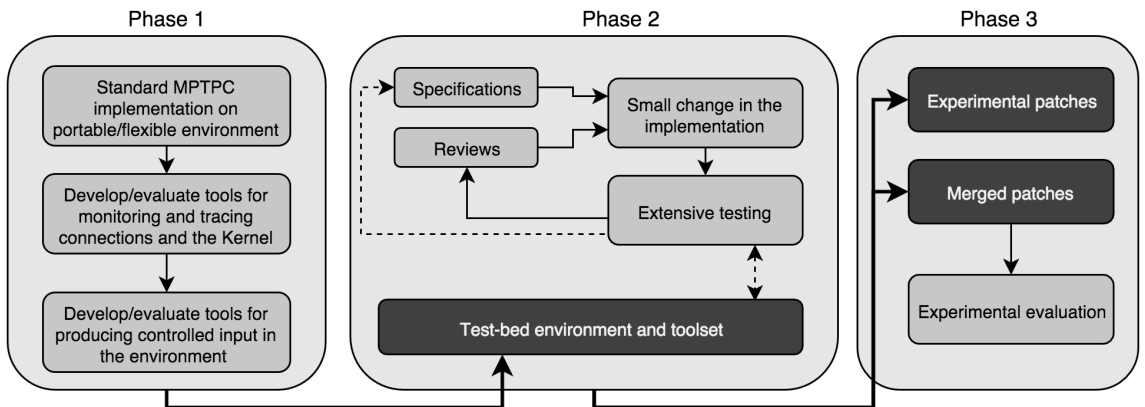 Phase 1
Standard MPTPC
implementation on
portable/flexible environment
Develop/evaluate tools for
monitoring and tracing
connections and the Kernel
Develop/evaluate tools for
producing controlled input in
the environment
Phase 2
Specifications
Reviews
Small change in the
implementation
Extensive testing
Test-bed environment and toolset
Phase 3
Experimental patches
Merged patches
Experimental evaluation